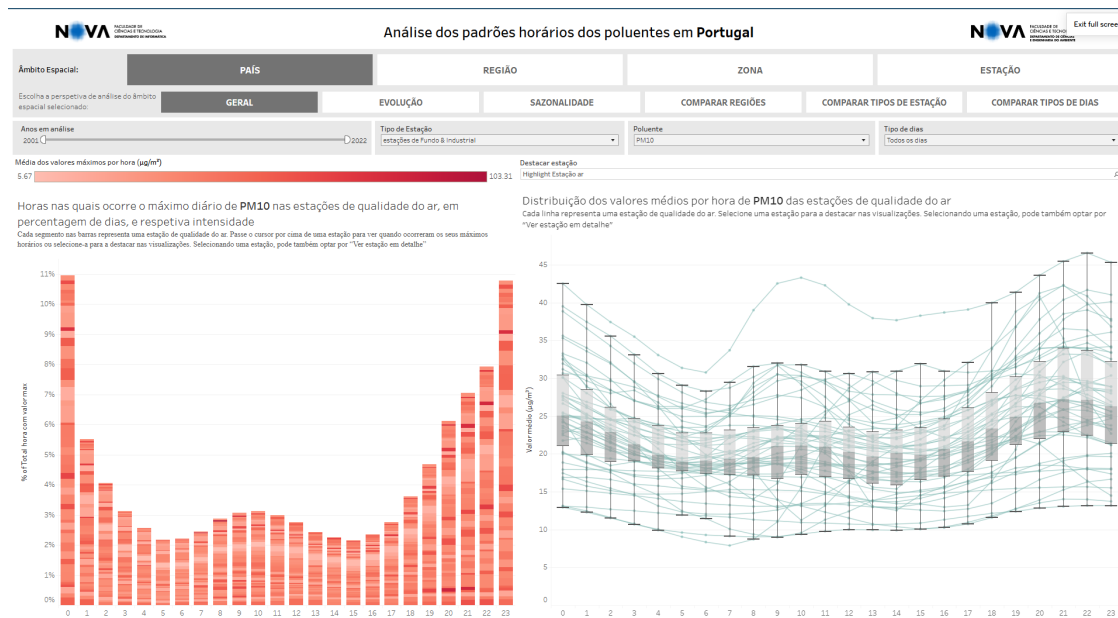 NOVA FACULDADE DE
CIÊNCIAS E TECNOLOGIA
DEPARTAMENTO DE INFORMÁTICA
Análise dos padrões horários dos poluentes em Portugal
NOVA FACULDADE DE
CIÊNCIAS E TECNOL
DEPARTAMENTO DE CIÊNCIAS
E ENGENHARIA DO AMBIENTE
Exit full scree
Âmbito Espacial:
PAÍS
REGIÃO
ZONA
ESTAÇÃO
Escolha a perspetiva de análise do âmbito
espacial selecionado:
GERAL
EVOLUÇÃO
SAZONALIDADE
COMPARAR REGIÕES
COMPARAR TIPOS DE ESTAÇÃO
COMPARAR TIPOS DE DIAS
Anos em análise
2001
2022
Tipo de Estação
estações de Fundo & Industrial
Poluente
PM10
Tipo de dias
Todos os dias
Média dos valores máximos por hora (µg/m³)
5.67
103.31
Destacar estação
Highlight Estação ar
Horas nas quais ocorre o máximo diário de PM10 nas estações de qualidade do ar, em
percentagem de dias, e respetiva intensidade
Cada segmento nas barras representa uma estação de qualidade do ar. Passe o cursor por cima de uma estação para ver quando ocorreram os seus máximos
horários ou selecione-a para a destacar nas visualizações. Selecionando uma estação, pode também optar por "Ver estação em detalhe"
% of Total hora com valor max
11%
10%
9%
8%
7%
6%
5%
4%
3%
2%
1%
0%
0 1 2 3 4 5 6 7 8 9 10 11 12 13 14 15 16 17 18 19 20 21 22 23
Distribuição dos valores médios por hora de PM10 das estações de qualidade do ar
Cada linha representa uma estação de qualidade do ar. Selecione uma estação para a destacar nas visualizações. Selecionando uma estação, pode também optar por
"Ver estação em detalhe"
Valor médio (µg/m³)
45
40
35
30
25
20
15
10
5
0
0 1 2 3 4 5 6 7 8 9 10 11 12 13 14 15 16 17 18 19 20 21 22 23